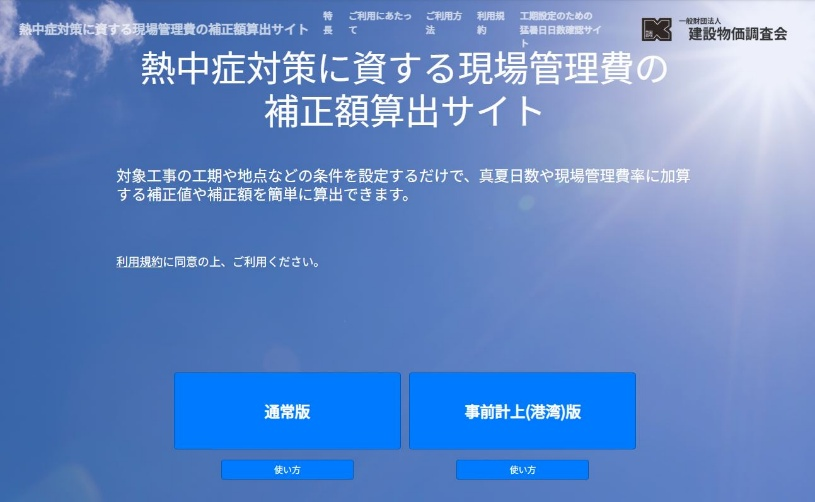 熱中症対策に資する現場管理費の補正額算出サイト
特長
ご利用にあたって
ご利用方法
利用規約
工期設定のための猛暑日日数確認サイト
一般財団法人
建設物価調査会
熱中症対策に資する現場管理費の
補正額算出サイト
対象工事の工期や地点などの条件を設定するだけで、真夏日数や現場管理費率に加算
する補正値や補正額を簡単に算出できます。
利用規約に同意の上、ご利用ください。
通常版
事前計上(港湾)版
使い方
使い方